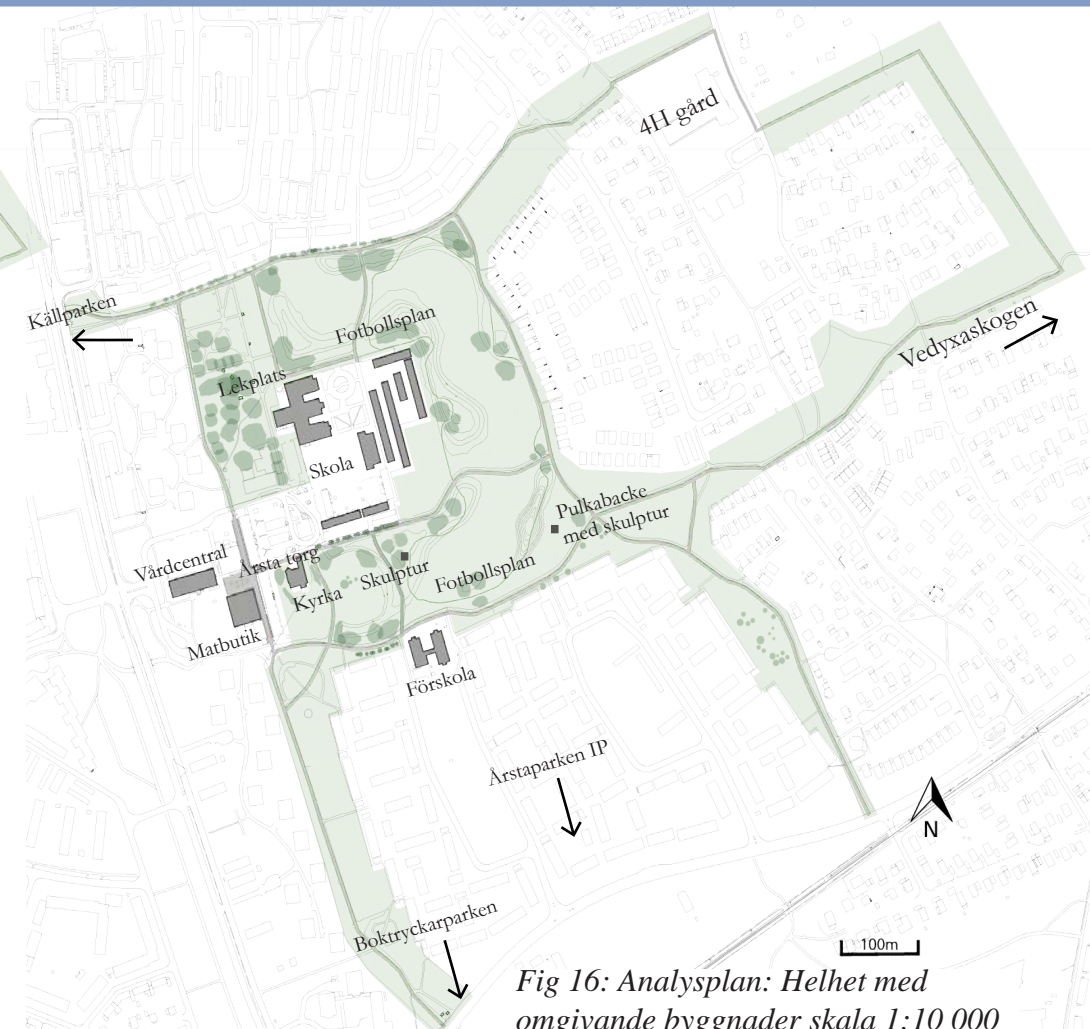 4H gård
Källparken
Fotbollsplan
Vedyxaskogen
Lekplats
Skola
Pulkabacke
med skulptur
Vårdcentral
Årsta torg
Skulptur
Fotbollsplan
Kyrka
Matbutik
Förskola
Årstaparken IP
N
Boktryckarparken
100m
Fig 16: Analysplan: Helhet med
omgivande byggnader skala 1:10 000